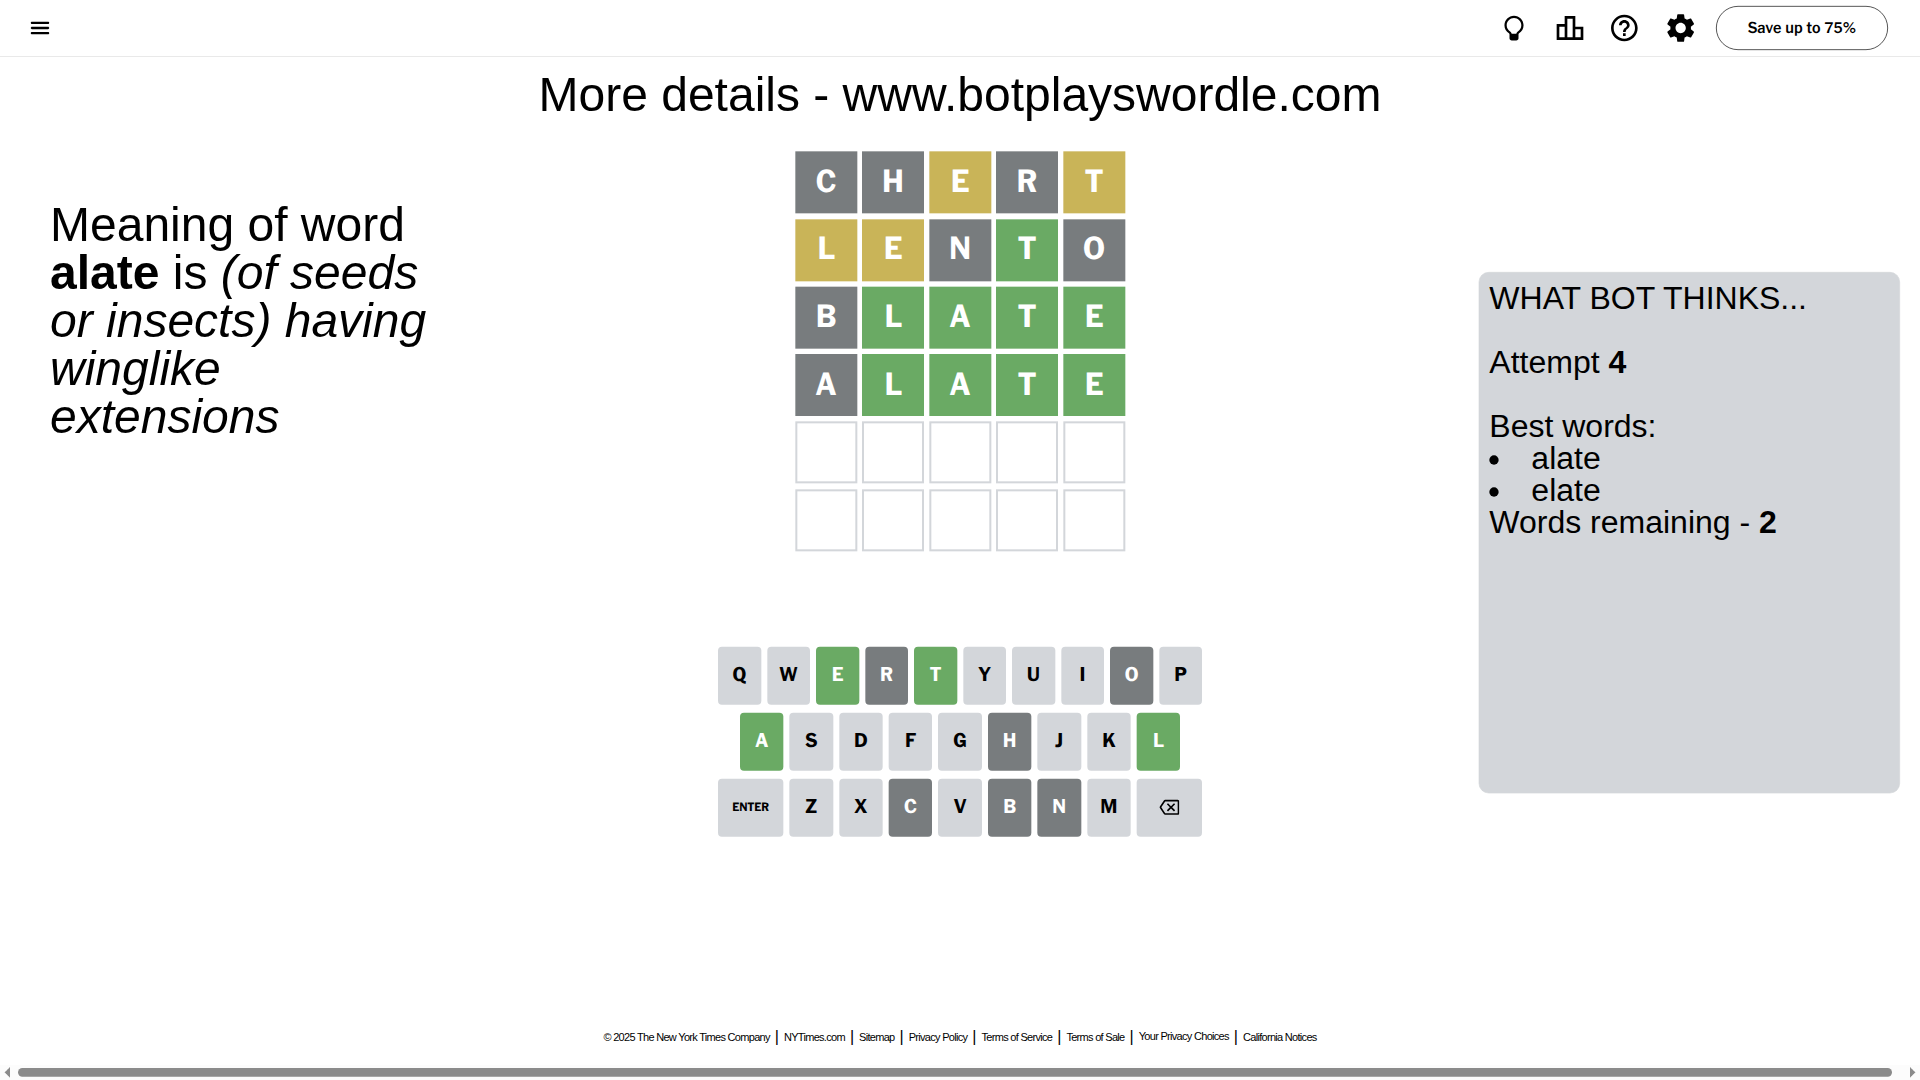 Save up to 75%
More details - www.botplayswordle.com
Meaning of word
alate is (of seeds
or insects) having
winglike
extensions
C H E R T
L E N T O
B L A T E
A L A T E
WHAT BOT THINKS...
Attempt 4
Best words:
• alate
• elate
Words remaining - 2
Q W E R T Y U I O P
A S D F G H J K L
ENTER Z X C V B N M
© 2025 The New York Times Company | NYTimes.com | Sitemap | Privacy Policy | Terms of Service | Terms of Sale | Your Privacy Choices | California Notices